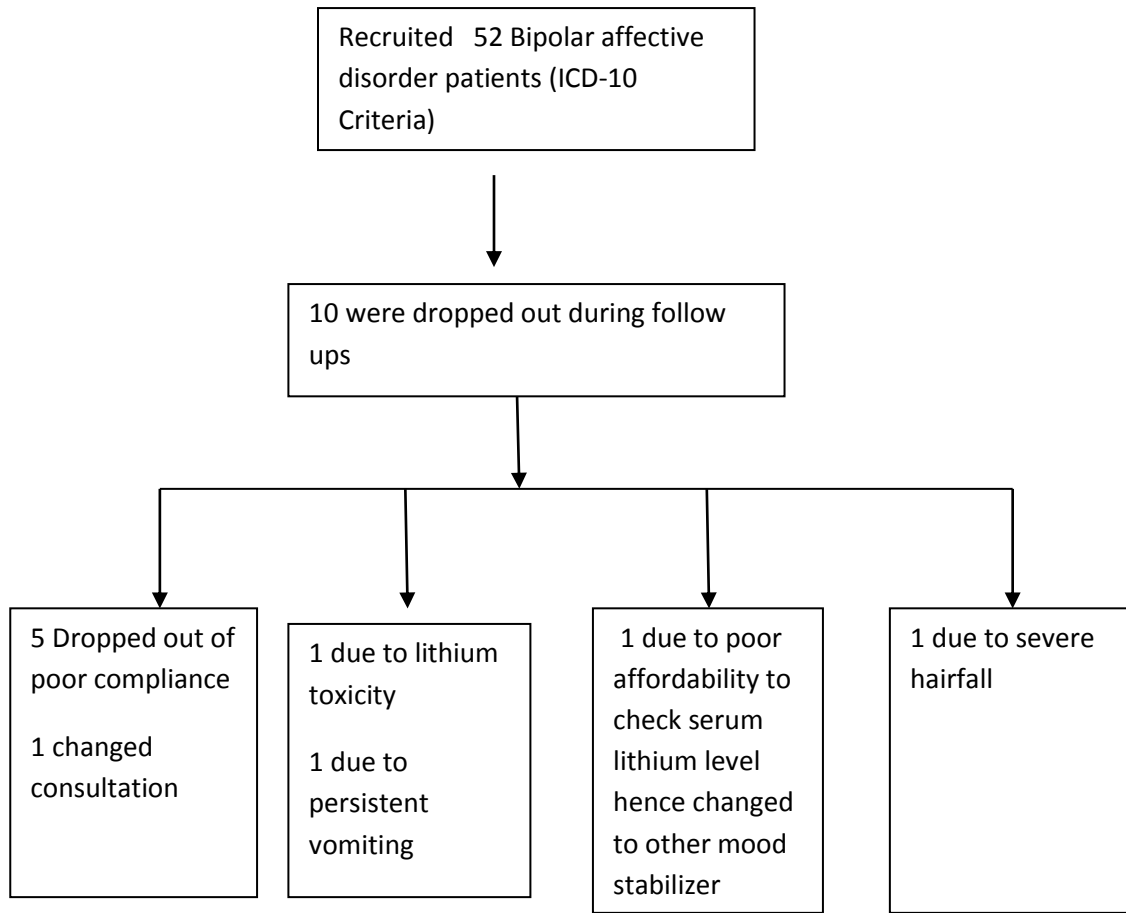 Recruited   52 Bipolar affective
disorder patients (ICD-10
Criteria)
10 were dropped out during follow
ups
5 Dropped out of
poor compliance
1 changed
consultation
1 due to lithium
toxicity
1 due to
persistent
vomiting
1 due to poor
affordability to
check serum
lithium level
hence changed
to other mood
stabilizer
1 due to severe
hairfall